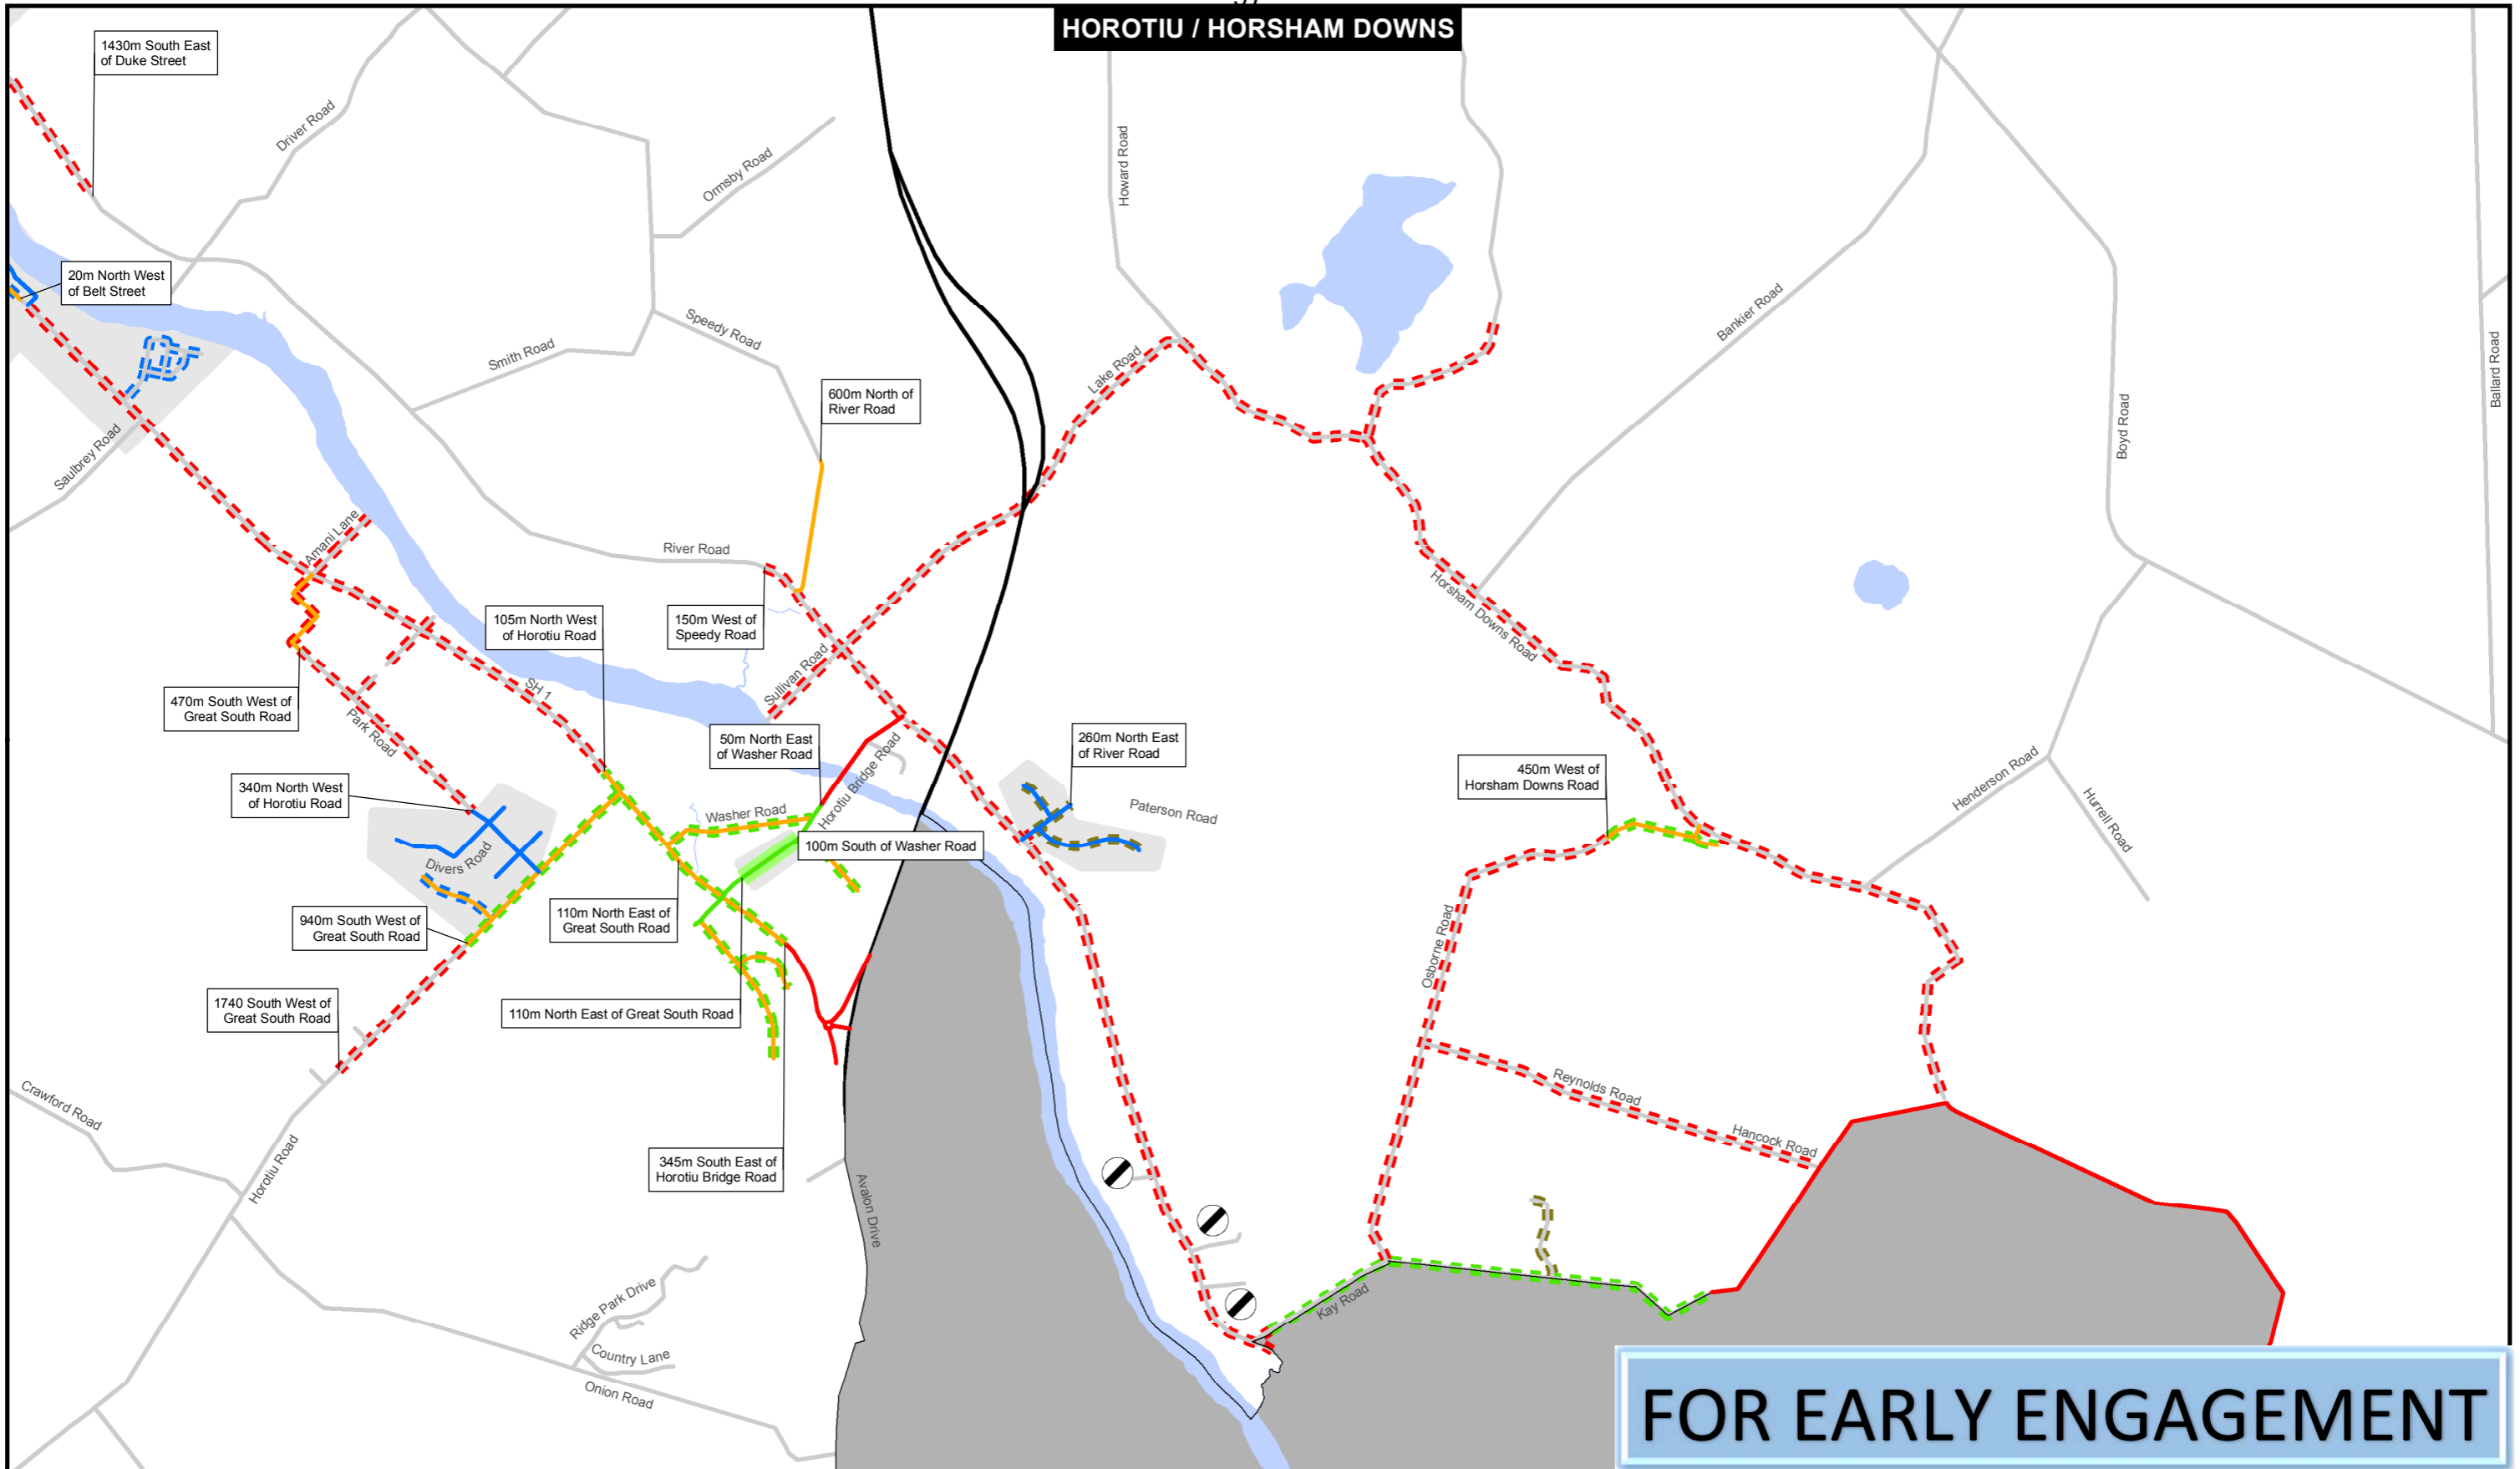 HOROTIU / HORSHAM DOWNS
1430m South East
of Duke Street
Driver Road
Ormsby Road
Howard Road
20m North West
of Belt Street
Smith Road
Speedy Road
600m North of
River Road
Lake Road
Bankier Road
Boyd Road
Ballard Road
Saulbrey Road
Amani Lane
River Road
105m North West
of Horotiu Road
150m West of
Speedy Road
Sullivan Road
Horsham Downs Road
470m South West of
Great South Road
SH 1
Park Road
50m North East
of Washer Road
Horotiu Bridge Road
260m North East
of River Road
Paterson Road
450m West of
Horsham Downs Road
Henderson Road
Hurrell Road
340m North West
of Horotiu Road
Washer Road
100m South of Washer Road
Divers Road
940m South West of
Great South Road
110m North East of
Great South Road
Osborne Road
1740 South West of
Great South Road
110m North East of Great South Road
Crawford Road
Horotiu Road
345m South East of
Horotiu Bridge Road
Avalon Drive
Reynolds Road
Hancock Road
Ridge Park Drive
Country Lane
Onion Road
Kay Road
FOR EARLY ENGAGEMENT